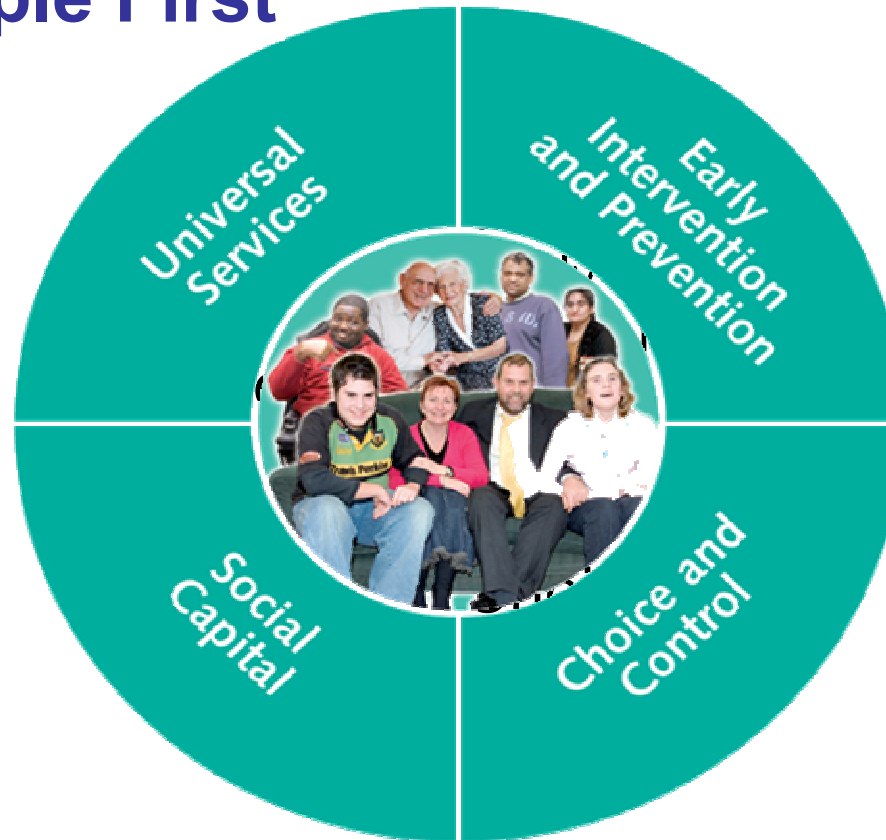 ple First
Universal
Services
Early
Intervention
and Prevention
Social
Capital
Choice and
Control